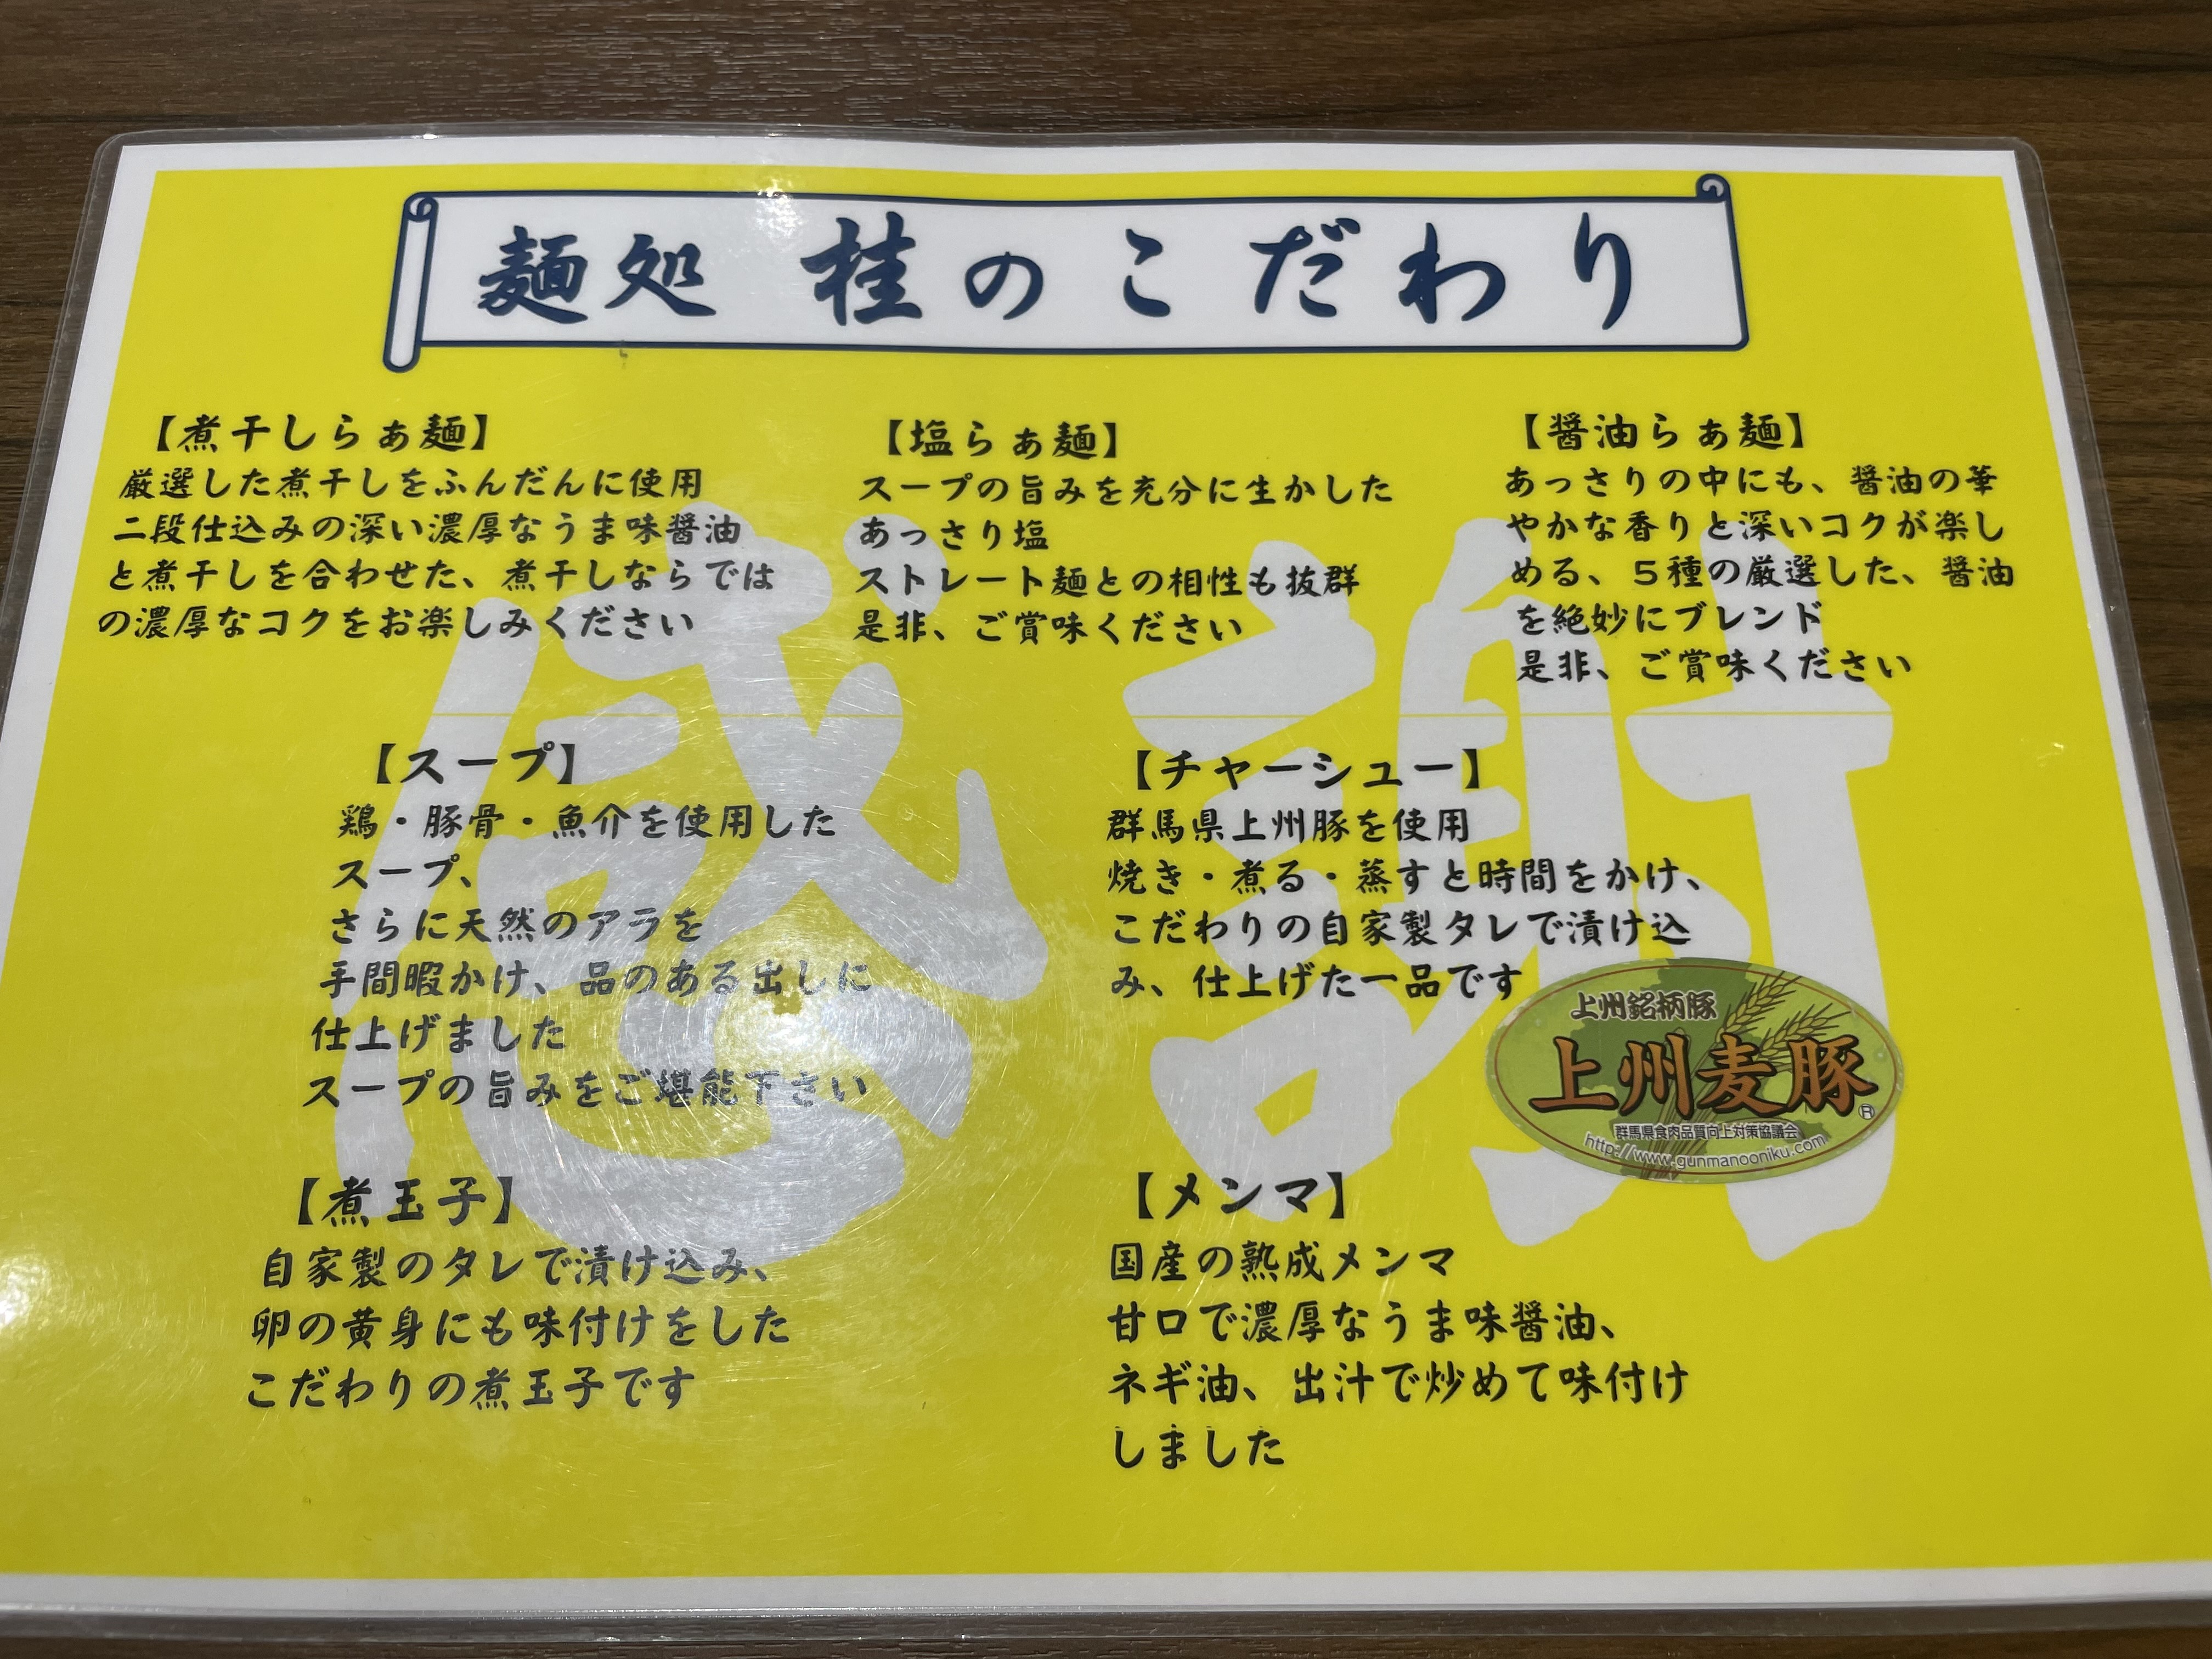 麺処 桂のこだわり
【煮干しらぁ麺】
厳選した煮干しをふんだんに使用
二段仕込みの深い濃厚なうま味醤油
と煮干しを合わせた、煮干しならでは
の濃厚なコクをお楽しみください
【塩らぁ麺】
スープの旨みを充分に生かした
あっさり塩
ストレート麺との相性も抜群
是非、ご賞味ください
【醤油らぁ麺】
あっさりの中にも、醤油の華
やかな香りと深いコクが楽し
める、５種の厳選した、醤油
を絶妙にブレンド
是非、ご賞味ください
感謝
【スープ】
鶏・豚骨・魚介を使用した
スープ、
さらに天然のアラを
手間暇かけ、品のある出しに
仕上げました
スープの旨みをご堪能下さい
【チャーシュー】
群馬県上州豚を使用
焼き・煮る・蒸すと時間をかけ、
こだわりの自家製タレで漬け込
み、仕上げた一品です
上州銘柄豚
上州麦豚®
群馬県食肉品質向上対策協議会
http://www.gunmanooniku.com
【煮玉子】
自家製のタレで漬け込み、
卵の黄身にも味付けをした
こだわりの煮玉子です
【メンマ】
国産の熟成メンマ
甘口で濃厚なうま味醤油、
ネギ油、出汁で炒めて味付け
しました